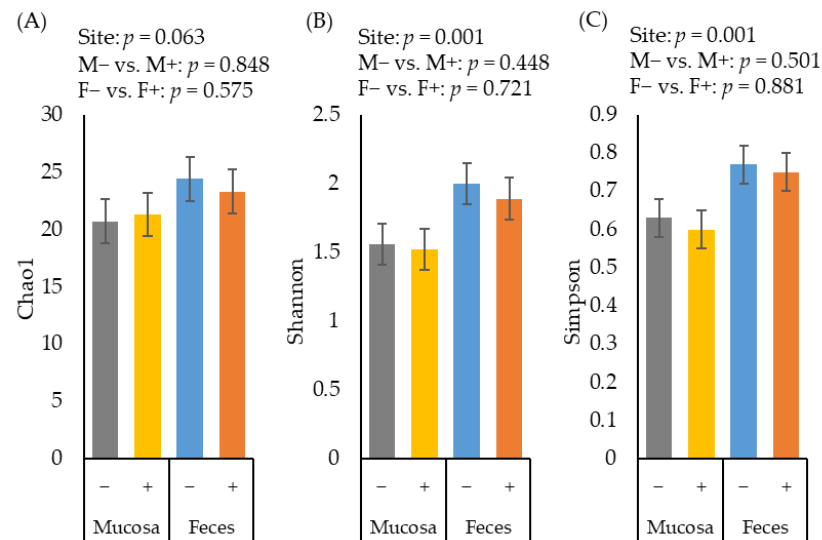 (A)
Site: p = 0.063
M− vs. M+: p = 0.848
F− vs. F+: p = 0.575
30
25
20
15
10
5
0
Chao1
− + − +
Mucosa Feces
(B)
Site: p = 0.001
M− vs. M+: p = 0.448
F− vs. F+: p = 0.721
2.5
2
1.5
1
0.5
0
Shannon
− + − +
Mucosa Feces
(C)
Site: p = 0.001
M− vs. M+: p = 0.501
F− vs. F+: p = 0.881
0.9
0.8
0.7
0.6
0.5
0.4
0.3
0.2
0.1
0
Simpson
− + − +
Mucosa Feces